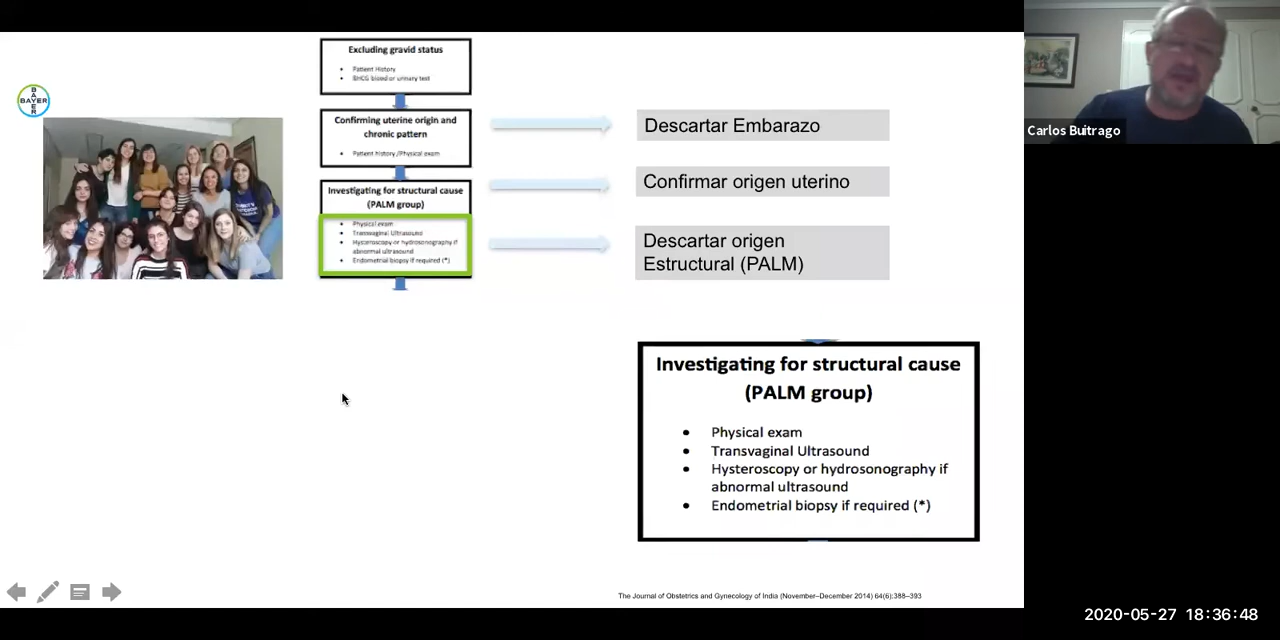 Excluding gravid status
• Patient History
• BHCG blood or urinary test
BAYER
BAYER
Confirming uterine origin and
chronic pattern
• Patient history /Physical exam
Investigating for structural cause
(PALM group)
• Physical exam
• Transvaginal Ultrasound
• Hysteroscopy or hydrosonography if
abnormal ultrasound
• Endometrial biopsy if required (*)
Descartar Embarazo
Confirmar origen uterino
Descartar origen
Estructural (PALM)
Carlos Buitrago
Investigating for structural cause
(PALM group)
• Physical exam
• Transvaginal Ultrasound
• Hysteroscopy or hydrosonography if
abnormal ultrasound
• Endometrial biopsy if required (*)
The Journal of Obstetrics and Gynecology of India (November–December 2014) 64(6):388–393
2020-05-27 18:36:48